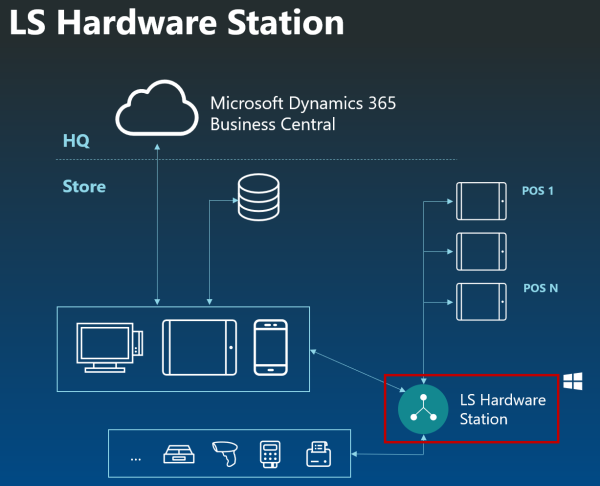 LS Hardware Station
Microsoft Dynamics 365
Business Central
HQ
Store
POS 1
POS N
LS Hardware
Station
...